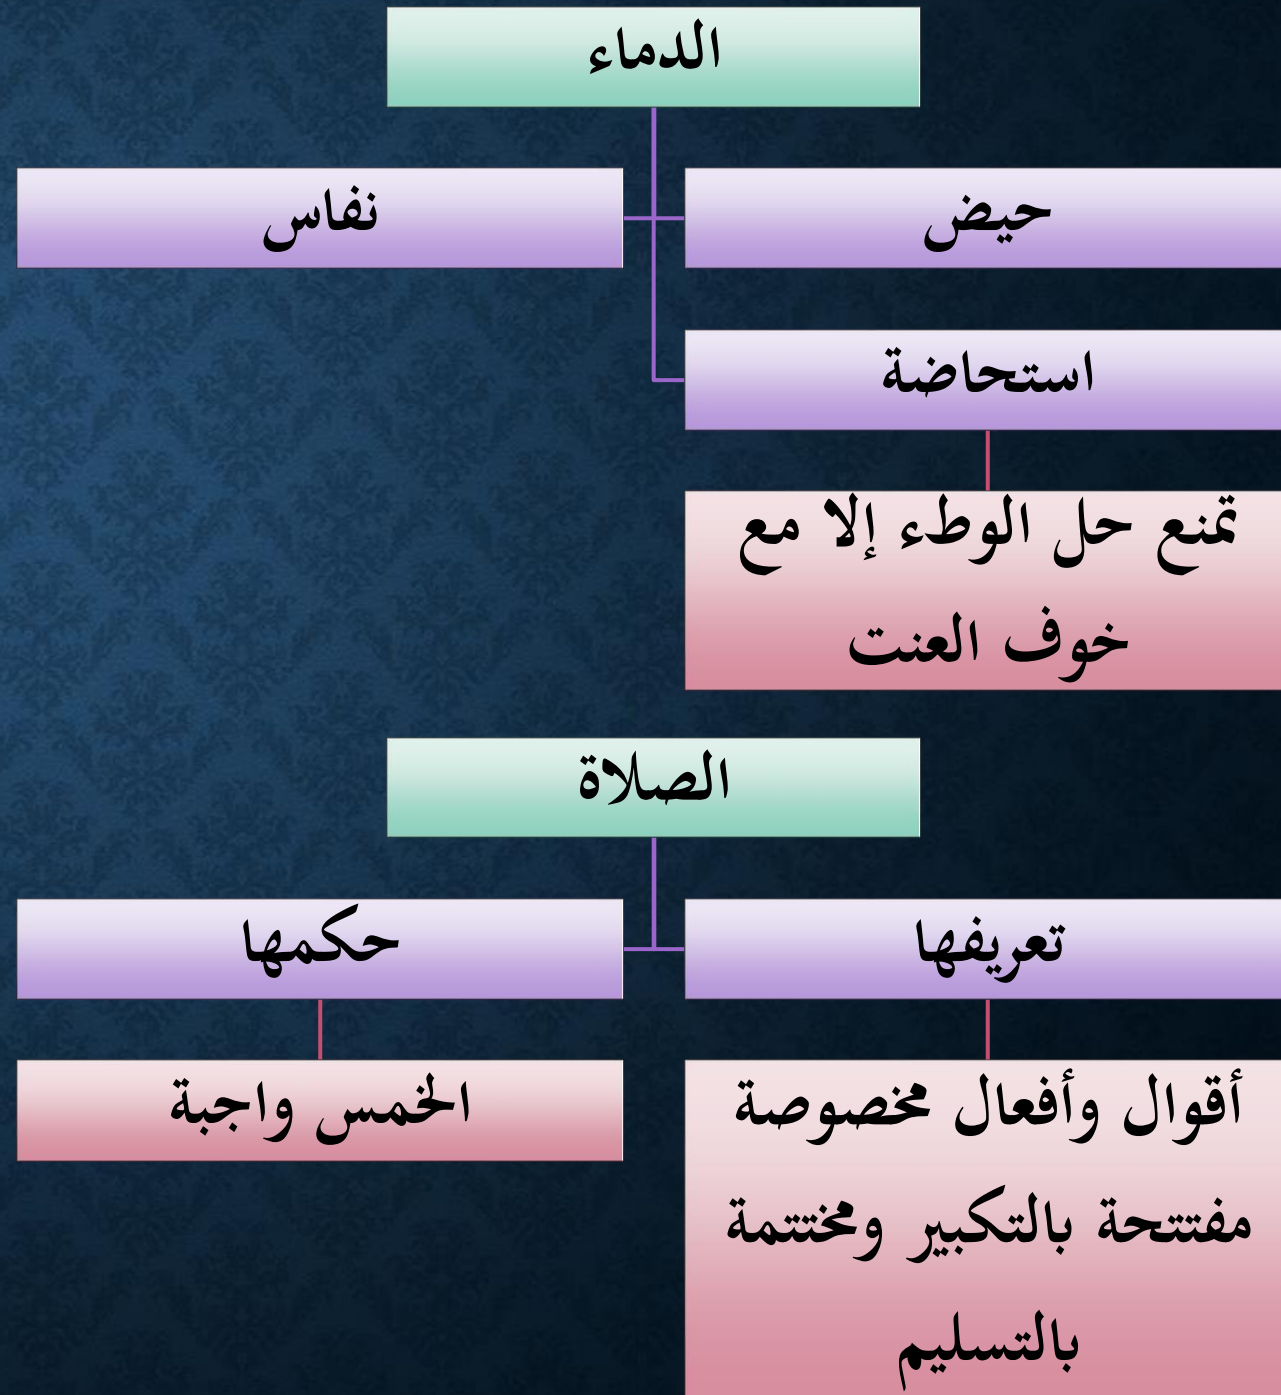 الدماء
حيض
نفاس
استحاضة
تمنع حل الوطء إلا مع
خوف العنت
الصلاة
تعريفها
حكمها
أقوال وأفعال مخصوصة
مفتتحة بالتكبير ومختتمة
بالتسليم
الخمس واجبة